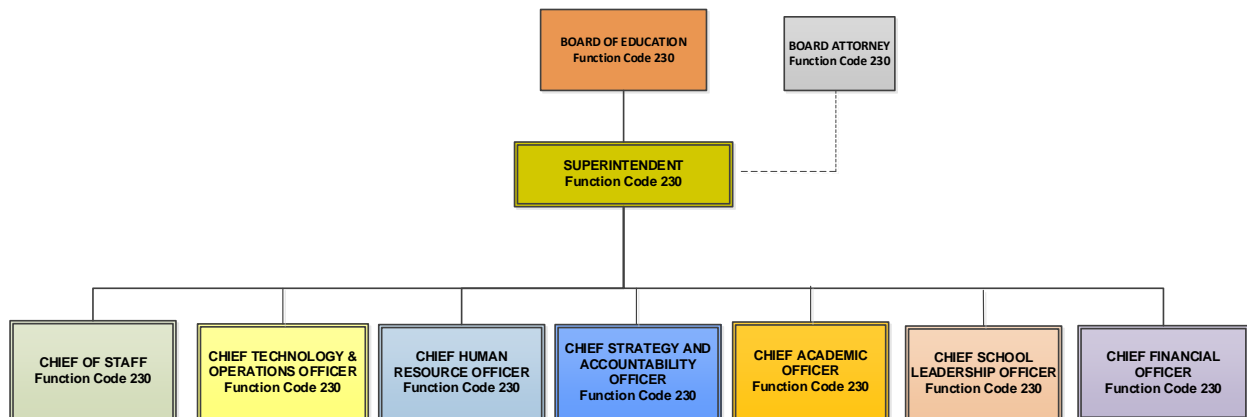 BOARD OF EDUCATION
Function Code 230
BOARD ATTORNEY
Function Code 230
SUPERINTENDENT
Function Code 230
CHIEF OF STAFF
Function Code 230
CHIEF TECHNOLOGY &
OPERATIONS OFFICER
Function Code 230
CHIEF HUMAN
RESOURCE OFFICER
Function Code 230
CHIEF STRATEGY AND
ACCOUNTABILITY
OFFICER
Function Code 230
CHIEF ACADEMIC
OFFICER
Function Code 230
CHIEF SCHOOL
LEADERSHIP OFFICER
Function Code 230
CHIEF FINANCIAL
OFFICER
Function Code 230